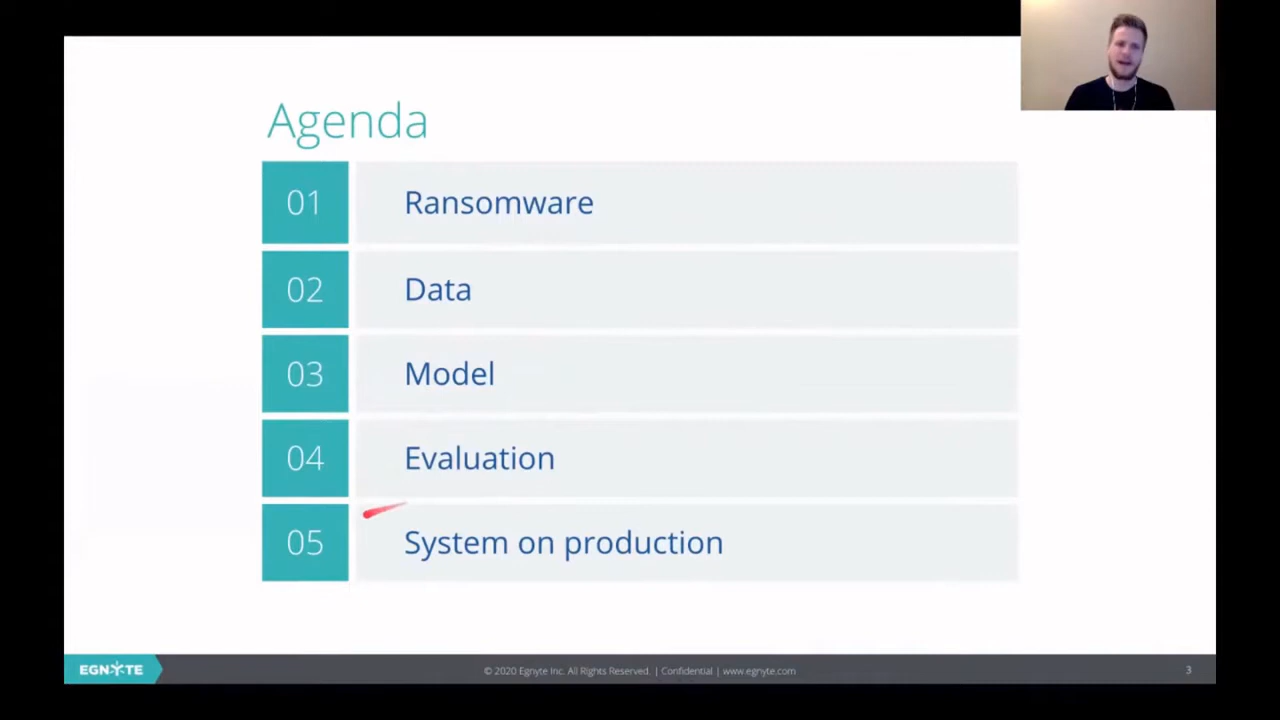 Agenda
01 Ransomware
02 Data
03 Model
04 Evaluation
05 System on production
EGNYTE © 2020 Egnyte Inc. All Rights Reserved. | Confidential | www.egnyte.com 3